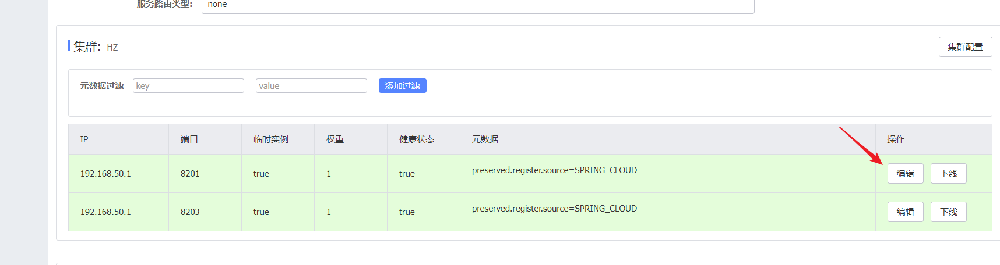 服务路由类型: none
集群: HZ 集群配置
元数据过滤 key value 添加过滤
IP 端口 临时实例 权重 健康状态 元数据 操作
192.168.50.1 8201 true 1 true preserved.register.source=SPRING_CLOUD 编辑 下线
192.168.50.1 8203 true 1 true preserved.register.source=SPRING_CLOUD 编辑 下线